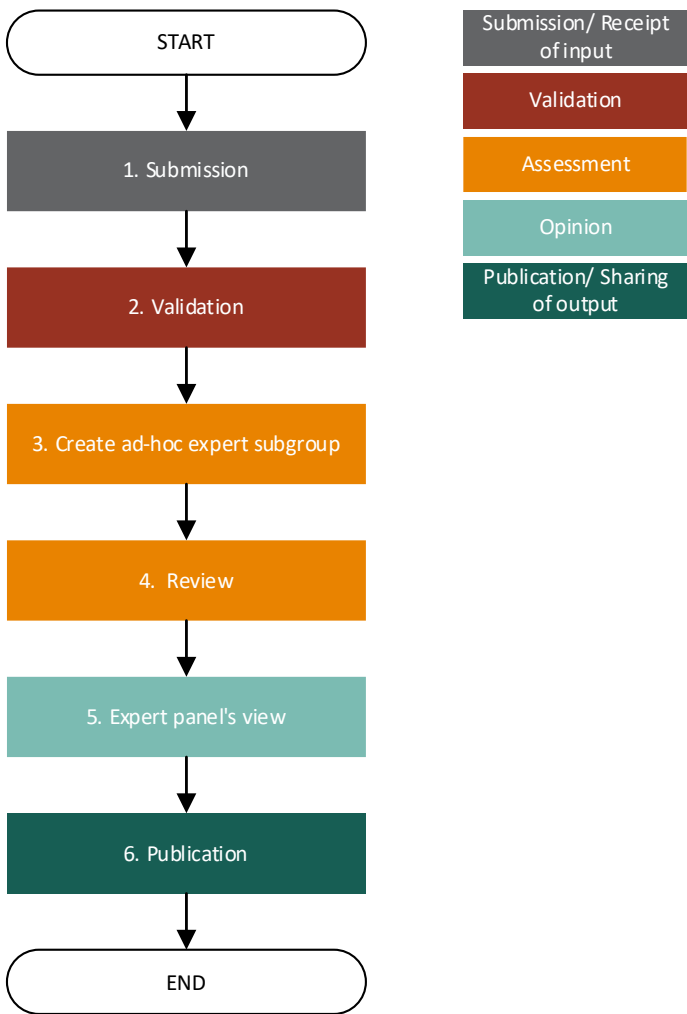 START
1. Submission
2. Validation
3. Create ad-hoc expert subgroup
4. Review
5. Expert panel's view
6. Publication
END
Submission/ Receipt
of input
Validation
Assessment
Opinion
Publication/ Sharing
of output